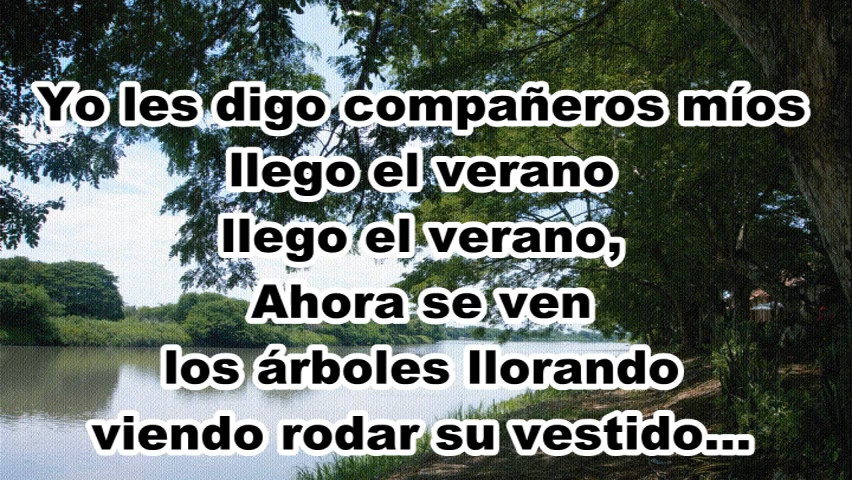 Yo les digo compañeros míos
llego el verano
llego el verano,
Ahora se ven
los árboles llorando
viendo rodar su vestido...